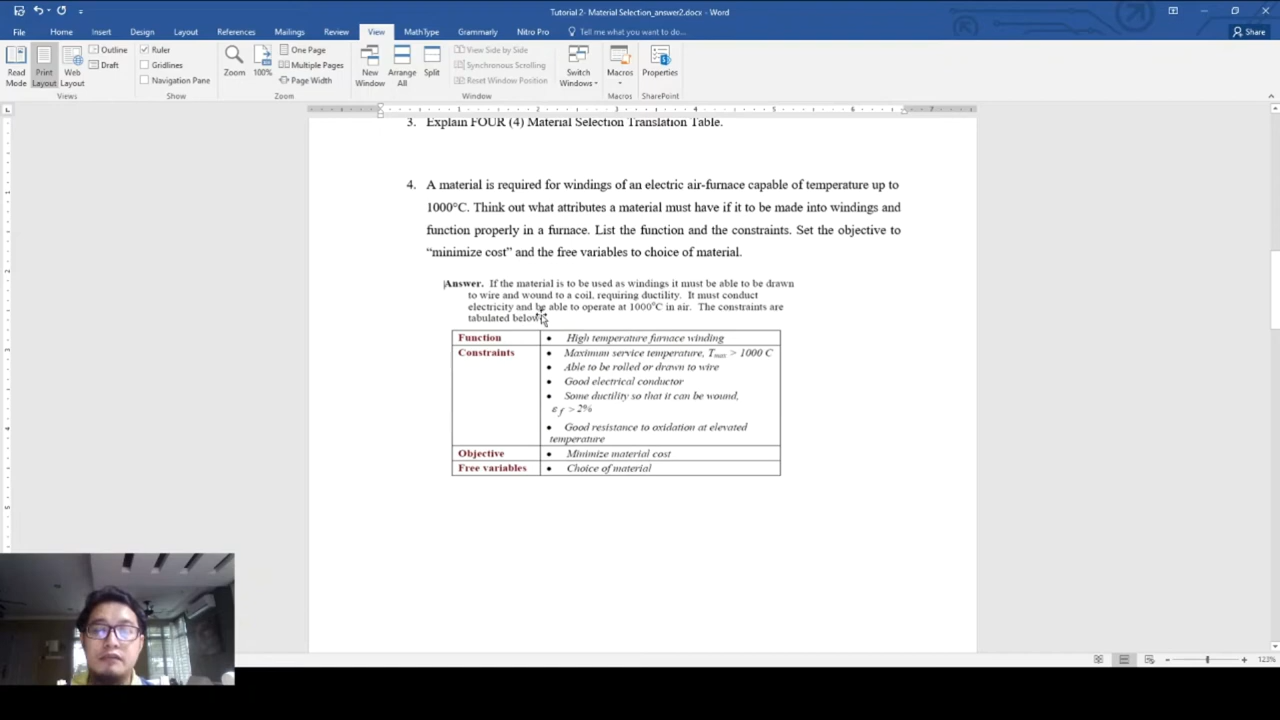 Tutorial 2- Material Selection_answer2.docx - Word
File Home Insert Design Layout References Mailings Review View MathType Grammarly Nitro Pro Tell me what you want to do... Share
Read Mode
Print Layout
Web Layout
Outline
Draft
Views
Ruler
Gridlines
Navigation Pane
Show
Zoom
100%
One Page
Multiple Pages
Page Width
Zoom
New Window
Arrange All
Split
View Side by Side
Synchronous Scrolling
Reset Window Position
Window
Switch Windows
Macros
Macros
Properties
SharePoint
1 2 3 4 5 6 7
3. Explain FOUR (4) Material Selection Translation Table.
4. A material is required for windings of an electric air-furnace capable of temperature up to
1000°C. Think out what attributes a material must have if it to be made into windings and
function properly in a furnace. List the function and the constraints. Set the objective to
“minimize cost” and the free variables to choice of material.
Answer. If the material is to be used as windings it must be able to be drawn
to wire and wound to a coil, requiring ductility. It must conduct
electricity and be able to operate at 1000°C in air. The constraints are
tabulated below
Function • High temperature furnace winding
Constraints • Maximum service temperature, Tmax > 1000 C
• Able to be rolled or drawn to wire
• Good electrical conductor
• Some ductility so that it can be wound,
εf > 2%
• Good resistance to oxidation at elevated
temperature
Objective • Minimize material cost
Free variables • Choice of material
123%